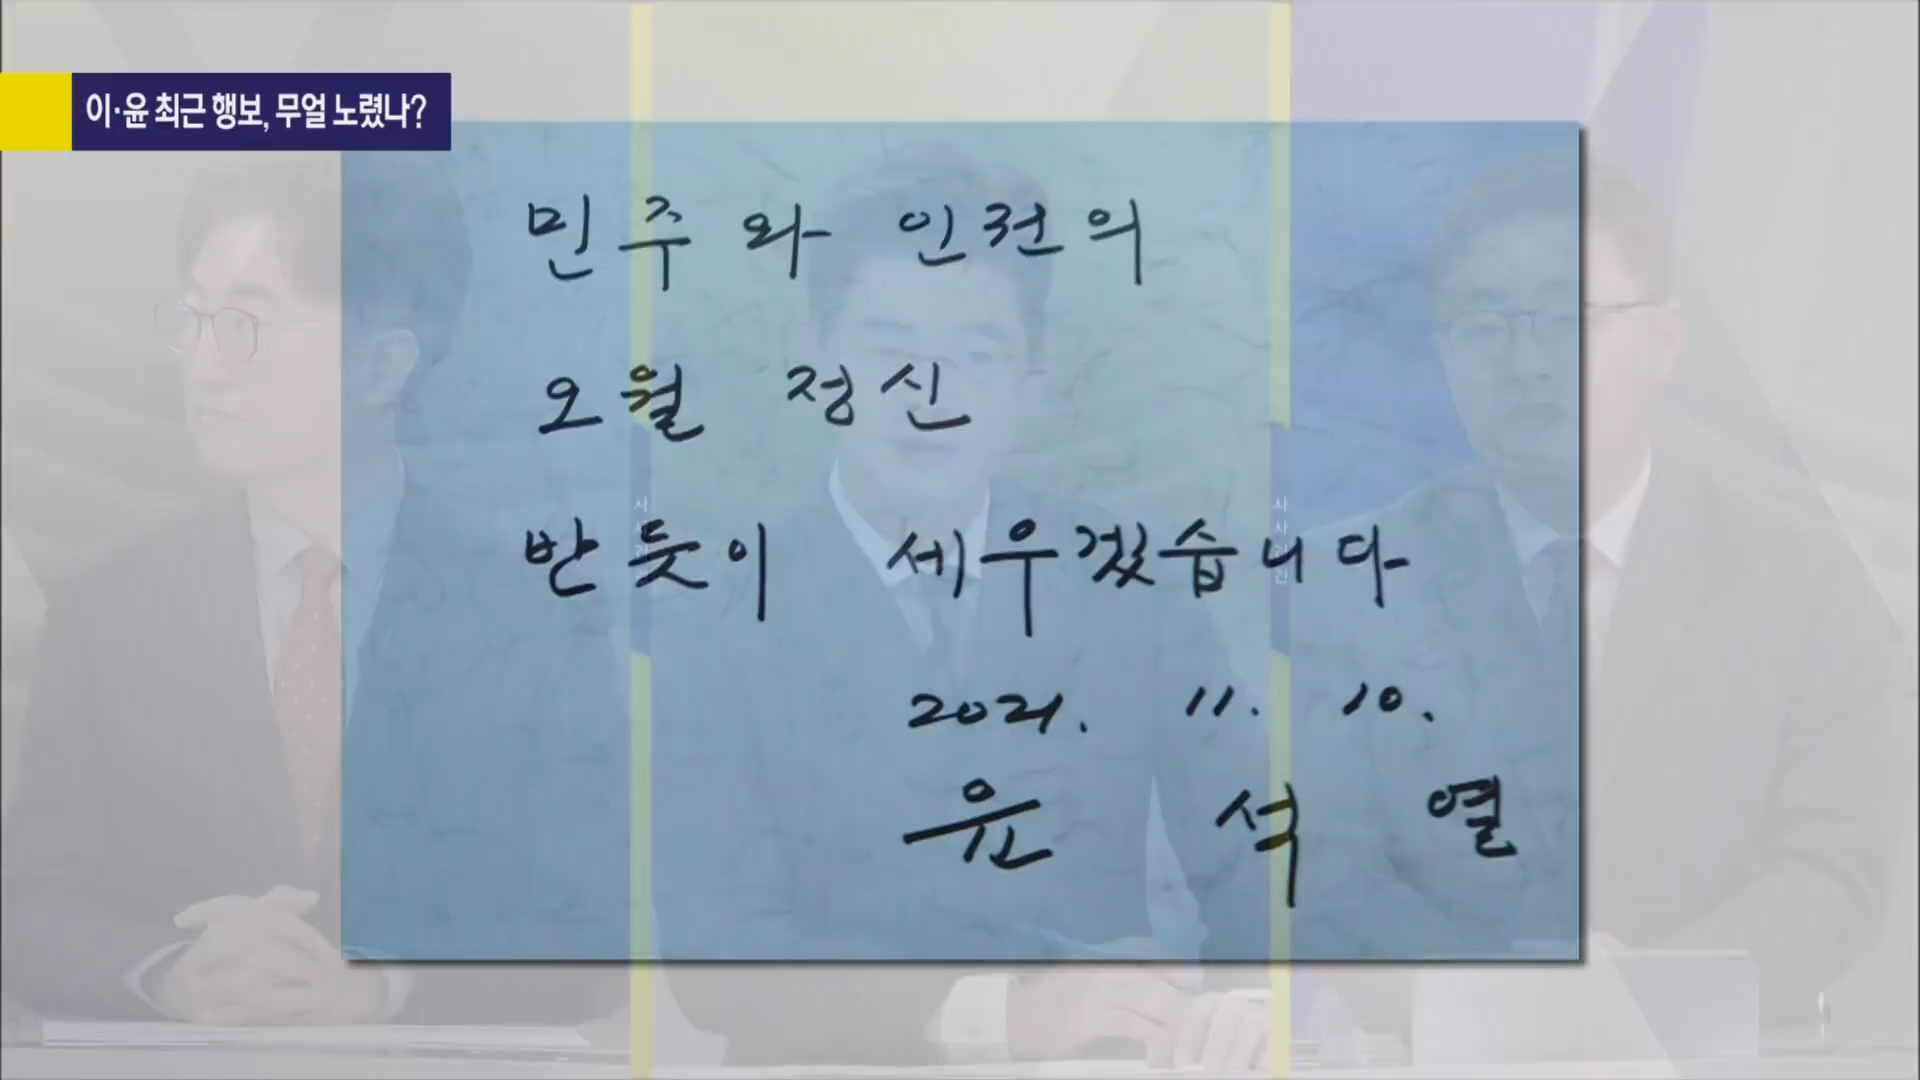 이·윤 최근 행보, 무얼 노렸나?
민주와 인권의
오월 정신
반듯이 세우겠습니다
2021. 11. 10.
윤석열